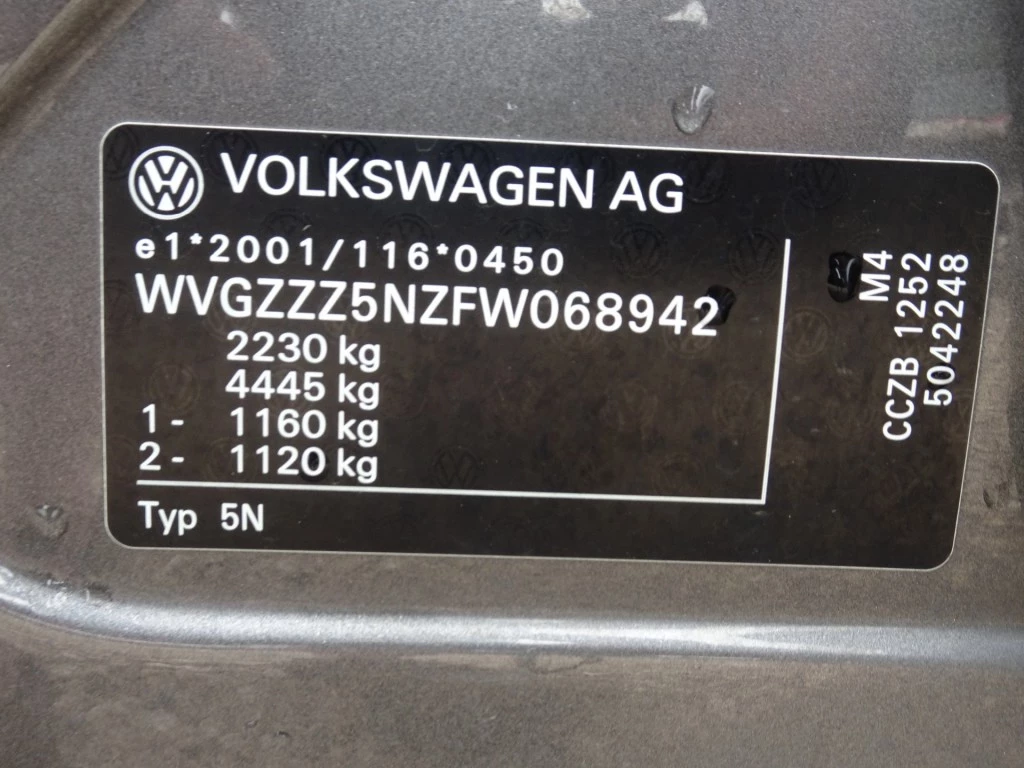 VOLKSWAGEN AG
e1*2001/116*0450
WVGZZZ5NZFW068942
2230 kg
4445 kg
1- 1160 kg
2- 1120 kg
Typ 5N
M4
CCZB 1252
5042248